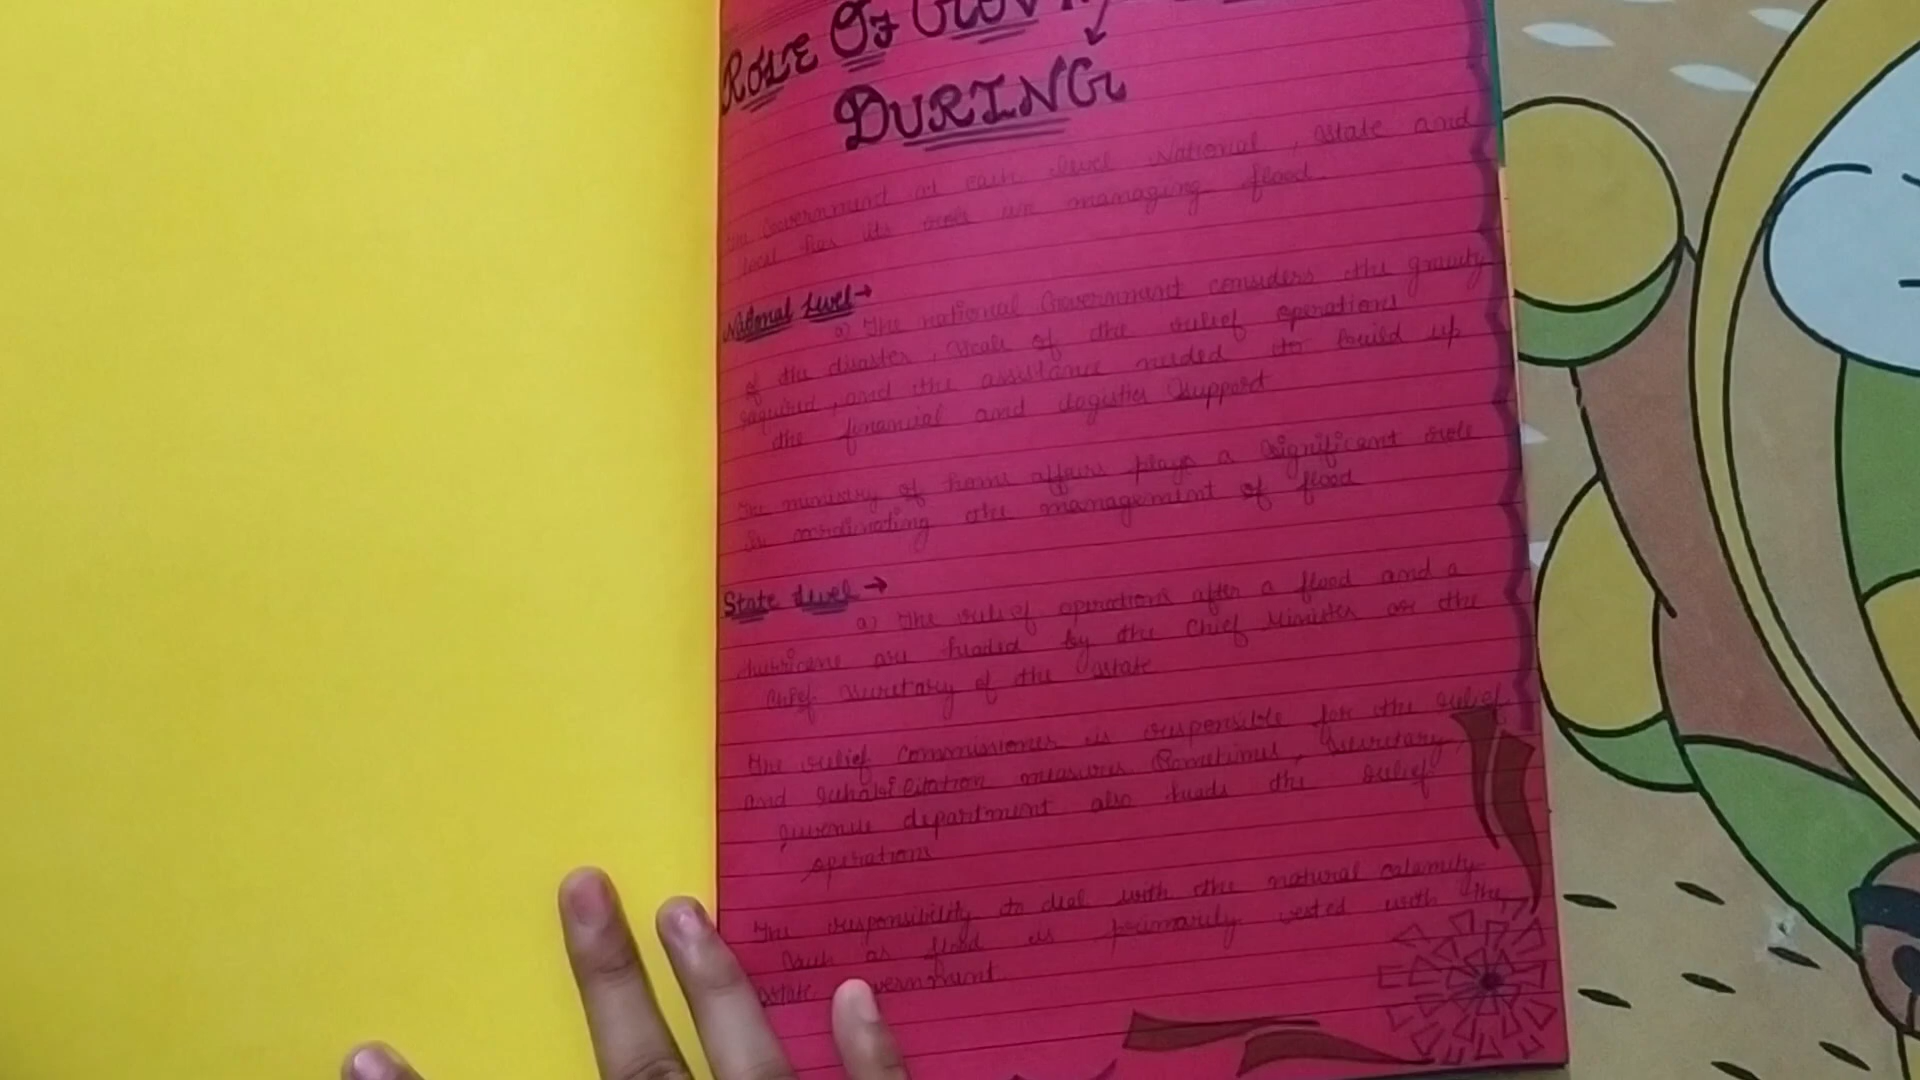 ROLE OF GOV
DURING
The Government at each level National, State and
local has its role in managing flood.
National Level→
a) The national Government considers the gravity
of the disaster, scale of the relief operations
required, and the assistance needed to build up
the financial and logistics Support
The ministry of home affairs plays a significant role
in coordinating the management of flood
State level →
a) The relief operations after a flood and a
hurricane are headed by the Chief Minister or the
chief secretary of the state
The relief commissioner is responsible for the relief
and rehabilitation measures Sometimes, secretary,
revenue department also heads the relief
operations
The responsibility to deal with the natural calamity
Such as flood is primarily vested with the
state vernment